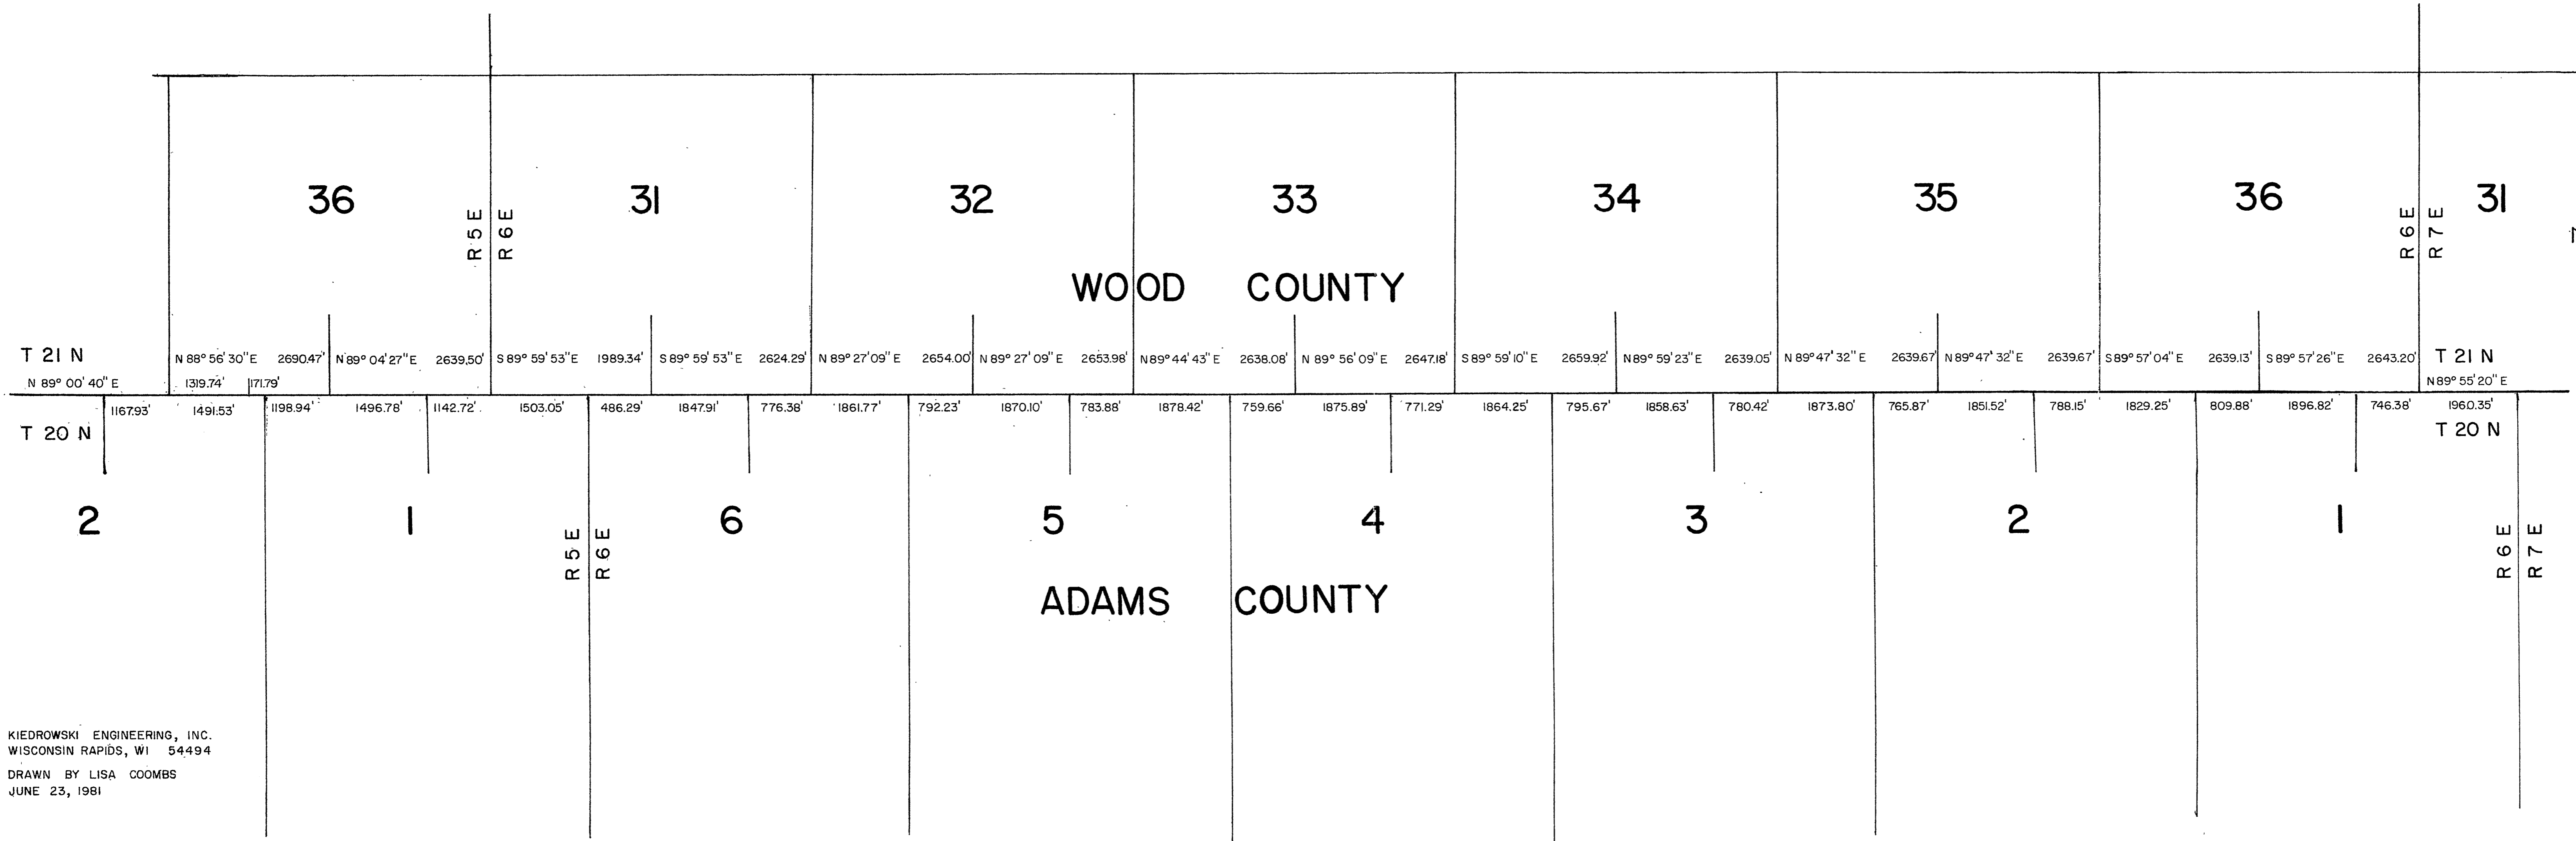 36 31 32 33 34 35 36 31
R 5 E
R 6 E
R 6 E
R 7 E
WOOD COUNTY
T 21 N
N 88° 56' 30" E 2690.47' N 89° 04' 27" E 2639.50' S 89° 59' 53" E 1989.34' S 89° 59' 53" E 2624.29' N 89° 27' 09" E 2654.00' N 89° 27' 09" E 2653.98' N 89° 44' 43" E 2638.08' N 89° 56' 09" E 2647.18' S 89° 59' 10" E 2659.92' N 89° 59' 23" E 2639.05' N 89° 47' 32" E 2639.67' N 89° 47' 32" E 2639.67' S 89° 57' 04" E 2639.13' S 89° 57' 26" E 2643.20' T 21 N
N 89° 00' 40" E 1319.74' 171.79' N 89° 55' 20" E
1167.93' 1491.53' 1198.94' 1496.78' 1142.72' 1503.05' 486.29' 1847.91' 776.38' 1861.77' 792.23' 1870.10' 783.88' 1878.42' 759.66' 1875.89' 771.29' 1864.25' 795.67' 1858.63' 780.42' 1873.80' 765.87' 1851.52' 788.15' 1829.25' 809.88' 1896.82' 746.38' 1960.35'
T 20 N T 20 N
2 1 6 5 4 3 2 1
R 5 E
R 6 E
R 6 E
R 7 E
ADAMS COUNTY
KIEDROWSKI ENGINEERING, INC.
WISCONSIN RAPIDS, WI 54494
DRAWN BY LISA COOMBS
JUNE 23, 1981